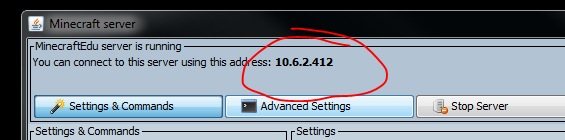 Minecraft server
MinecraftEdu server is running
You can connect to this server using this address: 10.6.2.412
Settings & Commands Advanced Settings Stop Server
Settings & Commands Settings